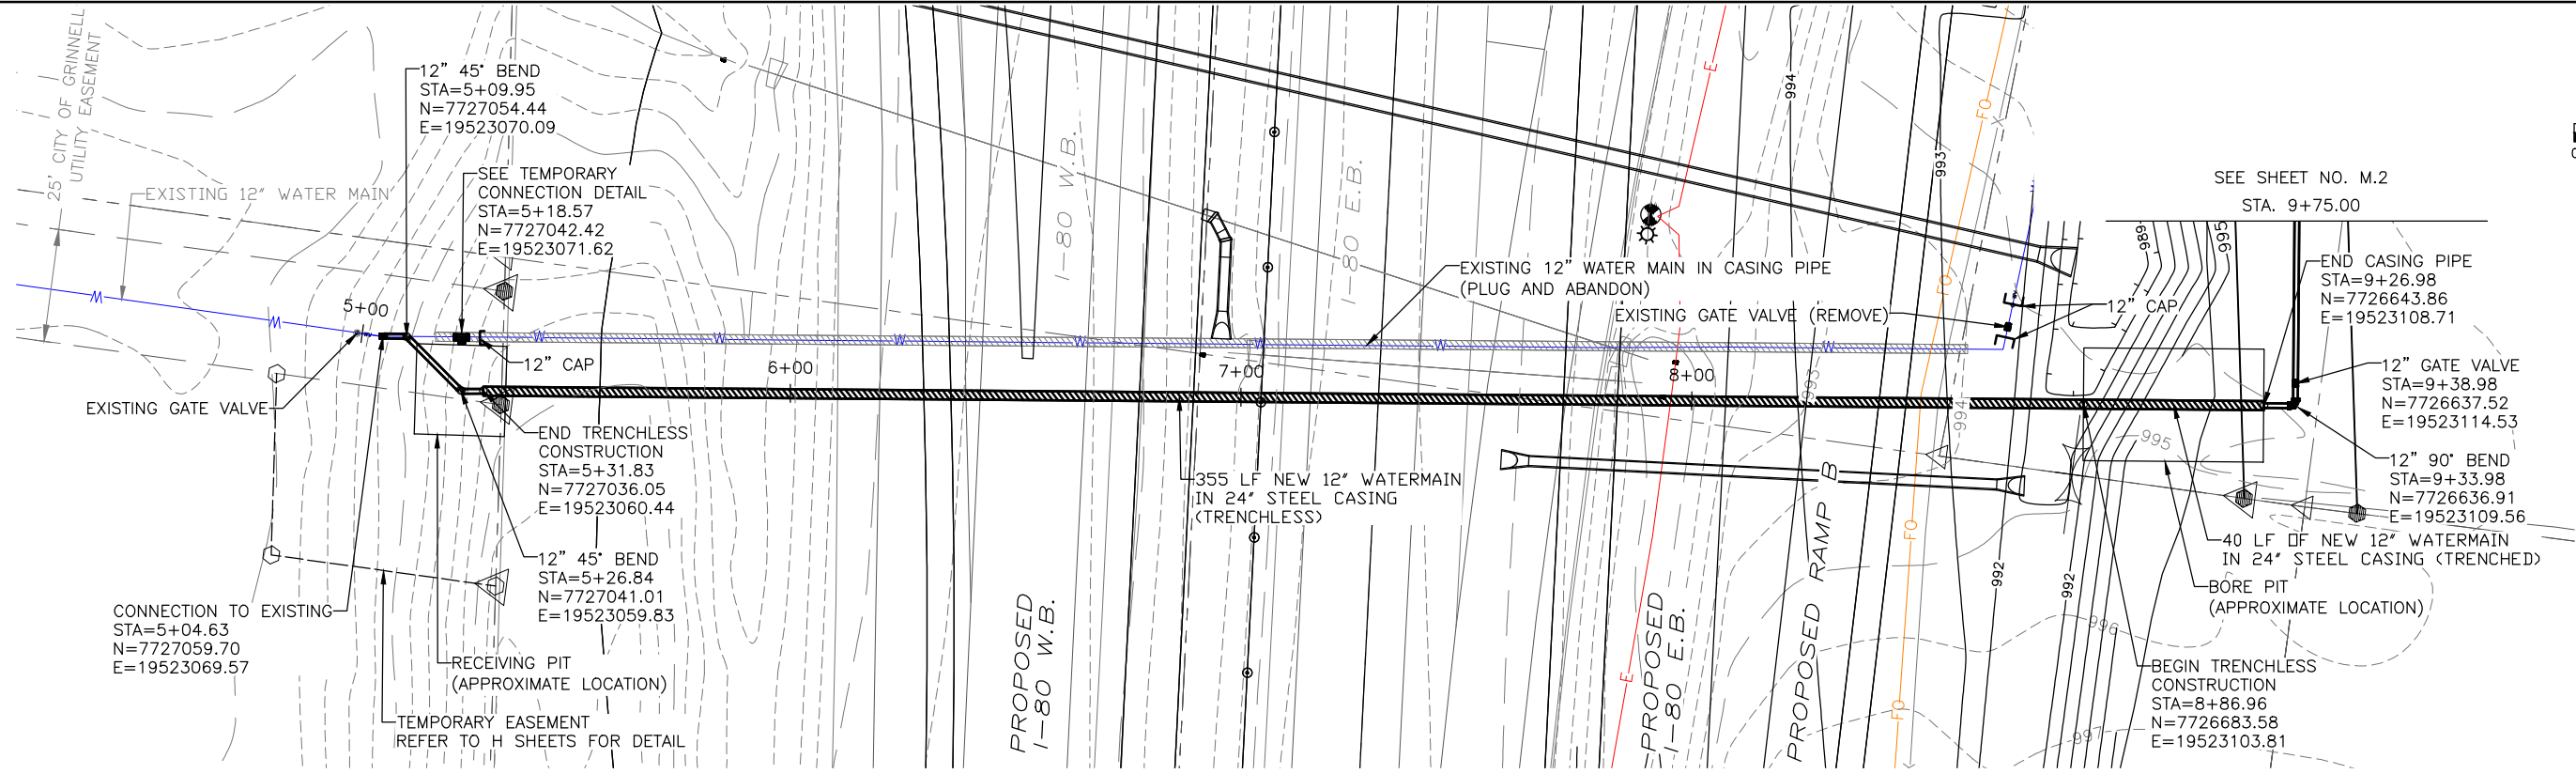 25' CITY OF GRINNELL
UTILITY EASEMENT
EXISTING 12" WATER MAIN
12" 45° BEND
STA=5+09.95
N=7727054.44
E=19523070.09
SEE TEMPORARY
CONNECTION DETAIL
STA=5+18.57
N=7727042.42
E=19523071.62
W
W
5+00
12" CAP
EXISTING GATE VALVE
W
W
W
W
W
W
W
6+00
7+00
8+00
I-80 W.B.
I-80 E.B.
E
994
993
FO
EXISTING 12" WATER MAIN IN CASING PIPE
(PLUG AND ABANDON)
EXISTING GATE VALVE (REMOVE)
FO
12" CAP
989
995
SEE SHEET NO. M.2
STA. 9+75.00
END CASING PIPE
STA=9+26.98
N=7726643.86
E=19523108.71
12" GATE VALVE
STA=9+38.98
N=7726637.52
E=19523114.53
12" 90° BEND
STA=9+33.98
N=7726636.91
E=19523109.56
993
994
995
END TRENCHLESS
CONSTRUCTION
STA=5+31.83
N=7727036.05
E=19523060.44
12" 45° BEND
STA=5+26.84
N=7727041.01
E=19523059.83
355 LF NEW 12" WATERMAIN
IN 24" STEEL CASING
(TRENCHLESS)
40 LF OF NEW 12" WATERMAIN
IN 24" STEEL CASING (TRENCHED)
BORE PIT
(APPROXIMATE LOCATION)
CONNECTION TO EXISTING
STA=5+04.63
N=7727059.70
E=19523069.57
RECEIVING PIT
(APPROXIMATE LOCATION)
TEMPORARY EASEMENT
REFER TO H SHEETS FOR DETAIL
PROPOSED
I-80 W.B.
E
PROPOSED
I-80 E.B.
PROPOSED RAMP B
FO
FO
992
992
996
997
BEGIN TRENCHLESS
CONSTRUCTION
STA=8+86.96
N=7726683.58
E=19523103.81